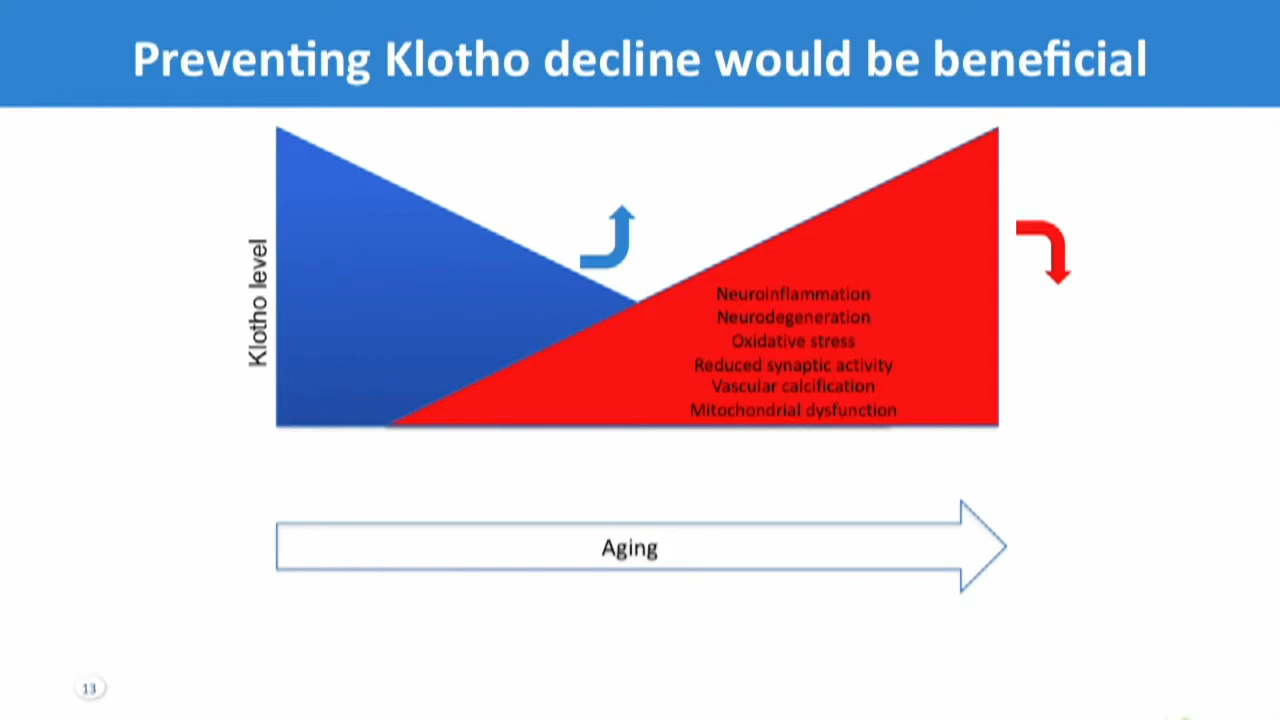 Preventing Klotho decline would be beneficial
Klotho level
Neuroinflammation
Neurodegeneration
Oxidative stress
Reduced synaptic activity
Vascular calcification
Mitochondrial dysfunction
Aging
13